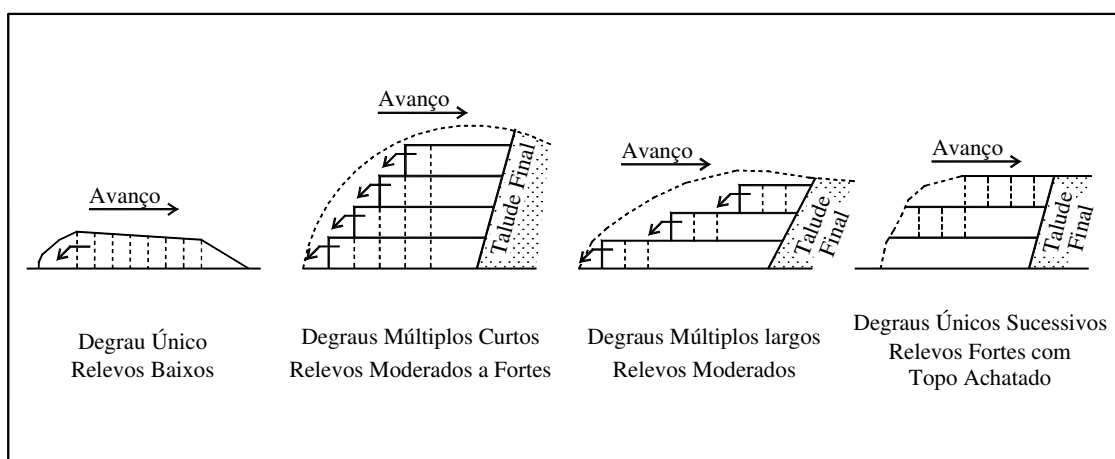 Avanço
Degrau Único
Relevos Baixos
Avanço
Talude Final
Degraus Múltiplos Curtos
Relevos Moderados a Fortes
Avanço
Talude
Final
Degraus Múltiplos largos
Relevos Moderados
Avanço
Talude
Final
Degraus Únicos Sucessivos
Relevos Fortes com
Topo Achatado